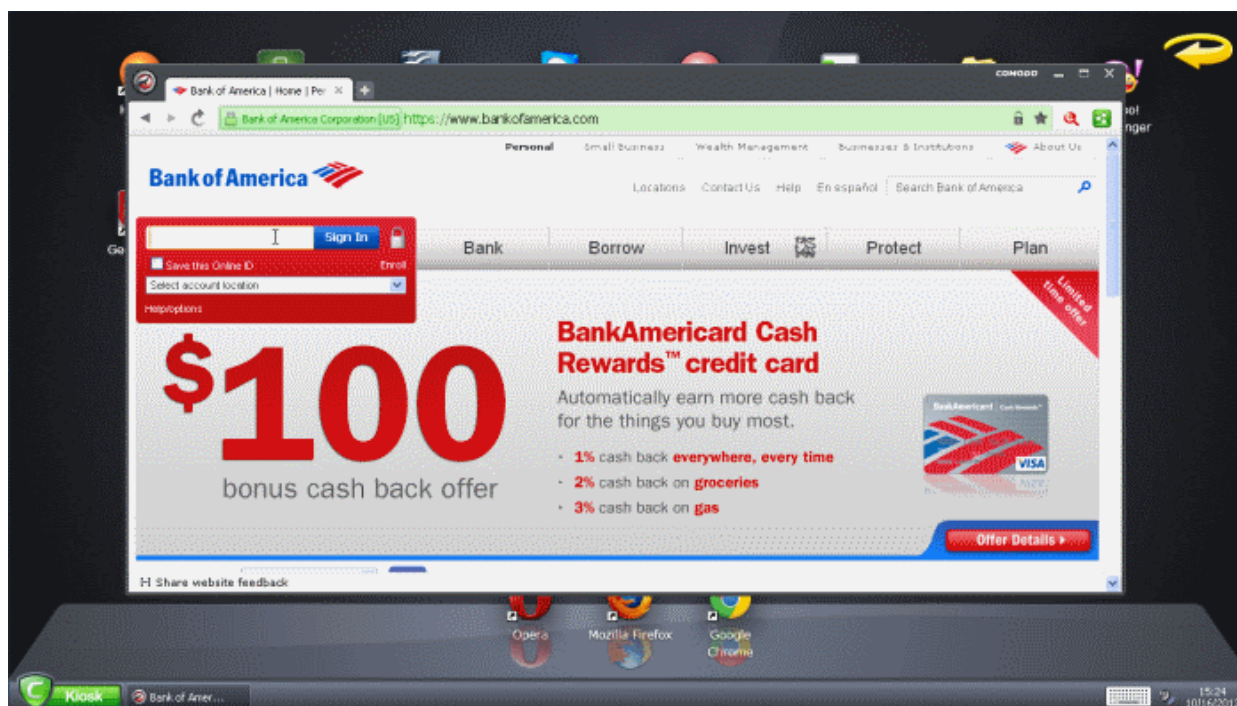 COMODO
Bank of America | Home | Per
Bank of America Corporation [US] https://www.bankofamerica.com
Personal Small Business Wealth Management Businesses & Institutions About Us
Bank of America
Locations Contact Us Help En español Search Bank of America
Sign In
Save this Online ID Enroll
Select account location
Help/options
Bank Borrow Invest Protect Plan
Limited
time offer
$100
bonus cash back offer
BankAmericard Cash
Rewards™ credit card
Automatically earn more cash back
for the things you buy most.
· 1% cash back everywhere, every time
· 2% cash back on groceries
· 3% cash back on gas
BankAmericard Cash Rewards™
VISA
Offer Details
Share website feedback
Opera Mozilla Firefox Google
Chrome
Kiosk Bank of Amer... 15:24